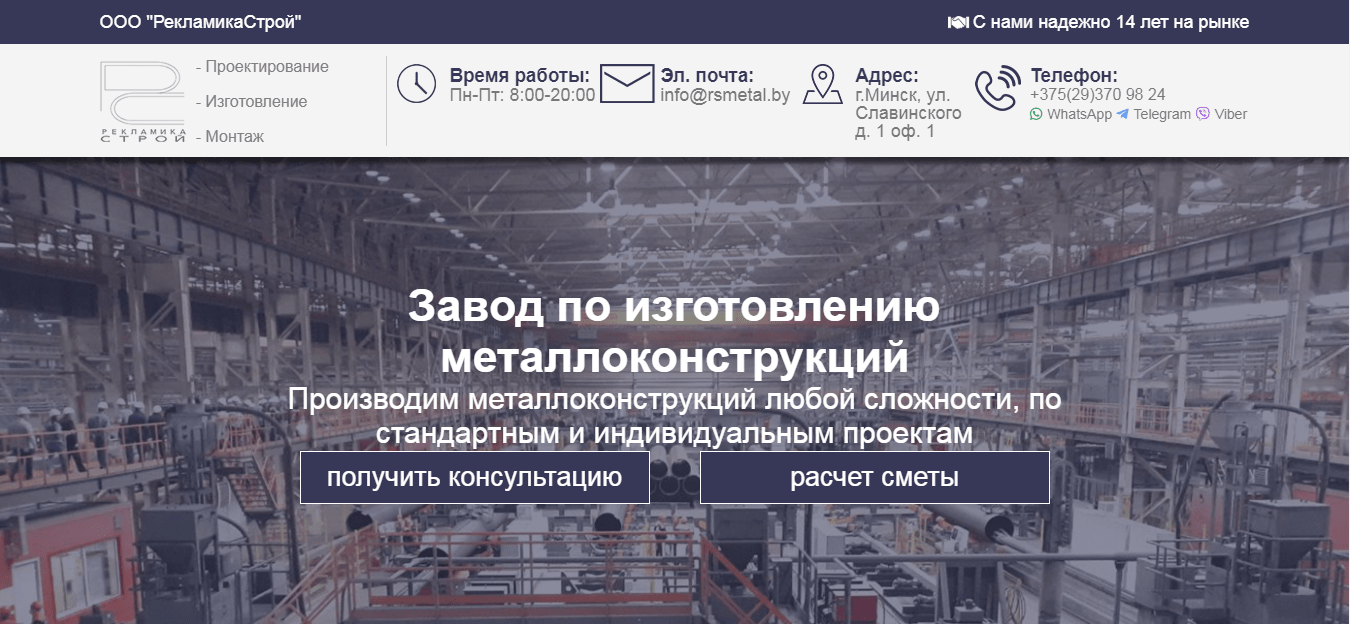 ООО "РекламикаСтрой"
С нами надежно 14 лет на рынке
РЕКЛАМИКА
СТРОЙ
- Проектирование
- Изготовление
- Монтаж
Время работы:
Пн-Пт: 8:00-20:00
Эл. почта:
info@rsmetal.by
Адрес:
г.Минск, ул.
Славинского
д. 1 оф. 1
Телефон:
+375(29)370 98 24
WhatsApp Telegram Viber
Завод по изготовлению
металлоконструкций
Производим металлоконструкций любой сложности, по
стандартным и индивидуальным проектам
получить консультацию
расчет сметы